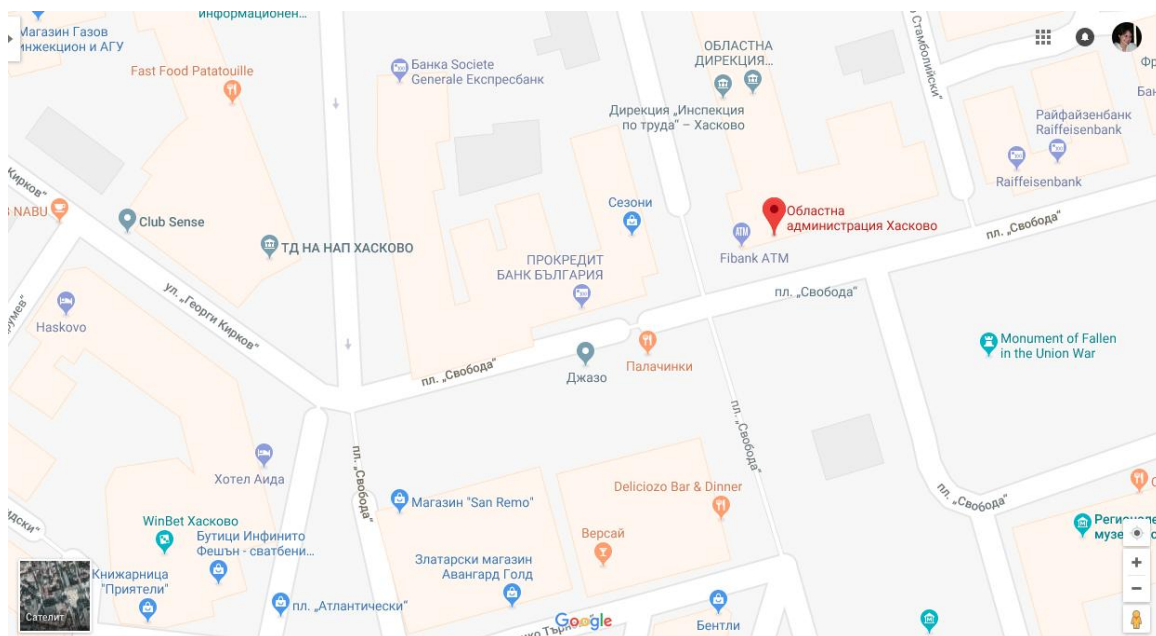 информационен...
Магазин Газов
инжекцион и АГУ
Fast Food Patatouille
Банка Societe
Generale Експресбанк
ОБЛАСТНА
ДИРЕКЦИЯ...
Дирекция „Инспекция
по труда“ – Хасково
Стамболийски“
Райфайзенбанк
Raiffeisenbank
Raiffeisenbank
Кирков“
NABU
Club Sense
ТД НА НАП ХАСКОВО
Сезони
Областна
администрация Хасково
Fibank ATM
ATM
пл. „Свобода“
ПРОКРЕДИТ
БАНК БЪЛГАРИЯ
пл. „Свобода“
ул. „Георги Кирков“
Haskovo
Monument of Fallen
in the Union War
Палачинки
Джазо
пл. „Свобода“
пл. „Свобода“
пл. „Свобода“
Хотел Аида
Deliciozo Bar & Dinner
Магазин "San Remo"
пл. „Свобода“
WinBet Хасково
Бутици Инфинито
Фешън - сватбени...
Версай
Златарски магазин
Авангард Голд
Книжарница
"Приятели"
пл. „Атлантически“
Сателит
Google
Бентли